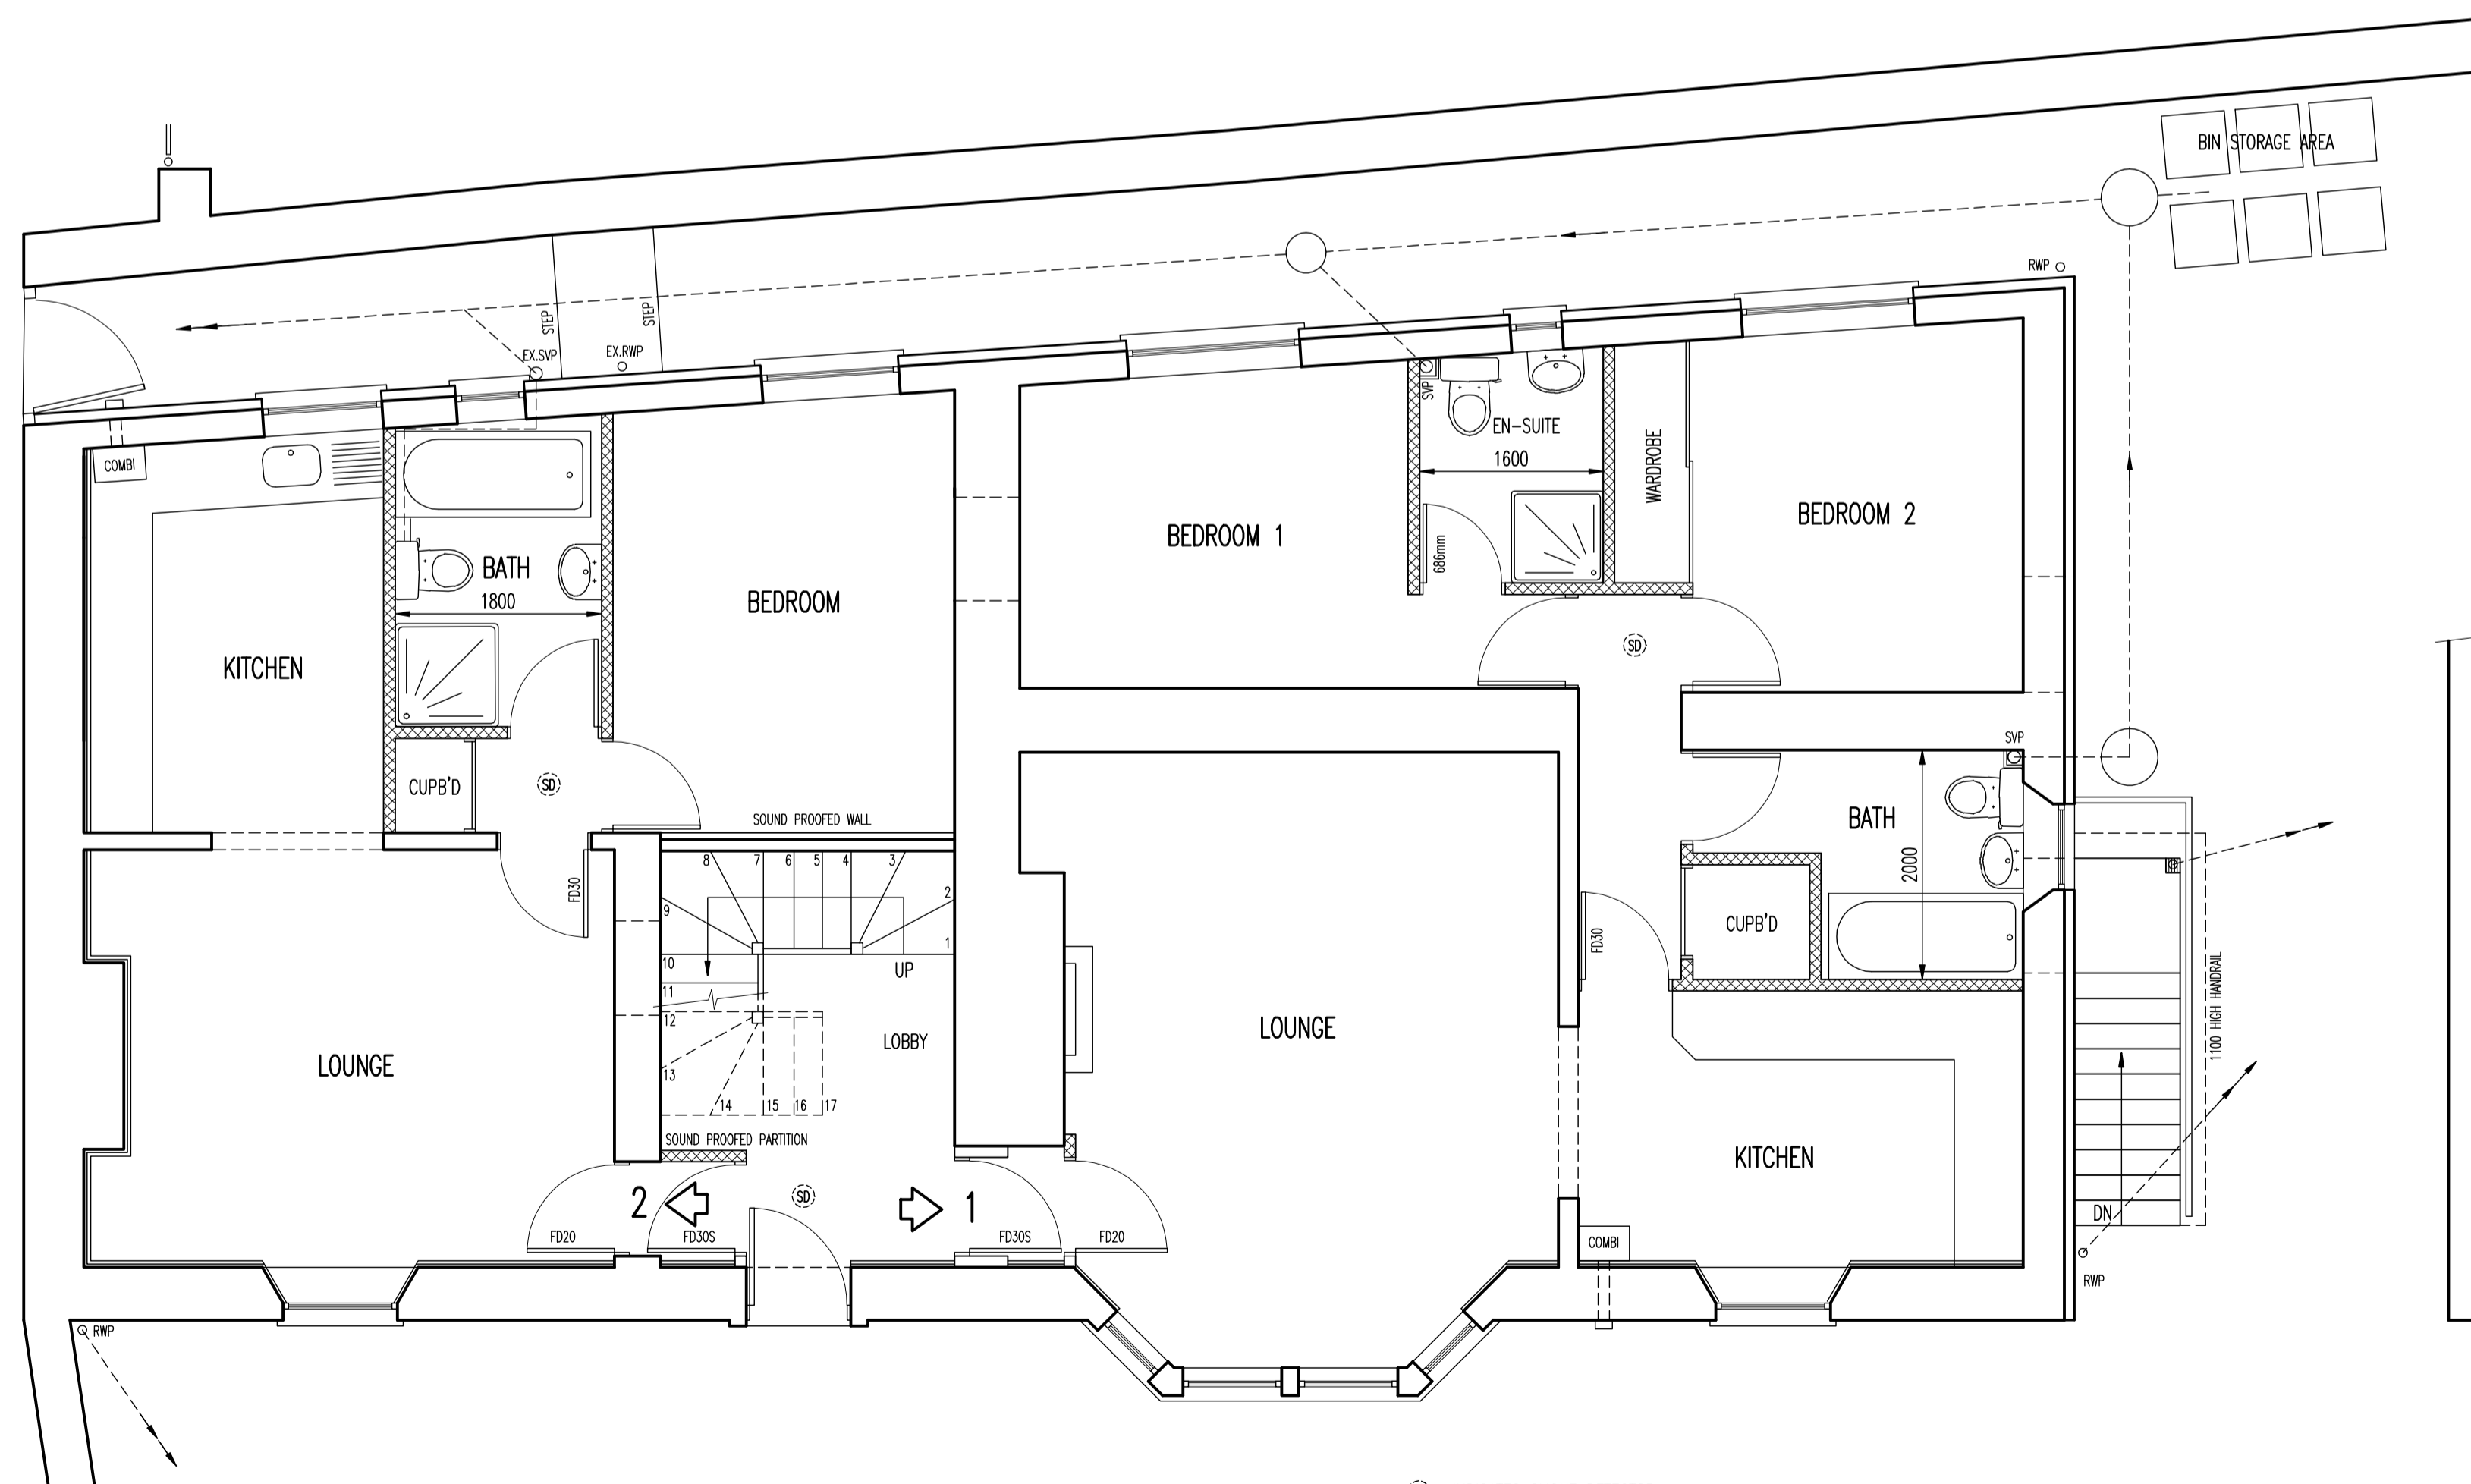 BIN STORAGE AREA
RWP
STEP
STEP
EX.SVP
EX.RWP
SVP
EN-SUITE
1600
WARDROBE
COMBI
BEDROOM 2
BEDROOM 1
686mm
BATH
1800
BEDROOM
KITCHEN
SD
SVP
CUPB'D
SD
SOUND PROOFED WALL
BATH
2000
FD30
8
7
6
5
4
3
2
9
1
CUPB'D
FD30
10
UP
11
12
1100 HIGH HANDRAIL
LOUNGE
LOBBY
LOUNGE
13
14
15
16
17
SOUND PROOFED PARTITION
KITCHEN
2
SD
1
DN
FD20
FD30S
FD30S
FD20
COMBI
RWP
RWP